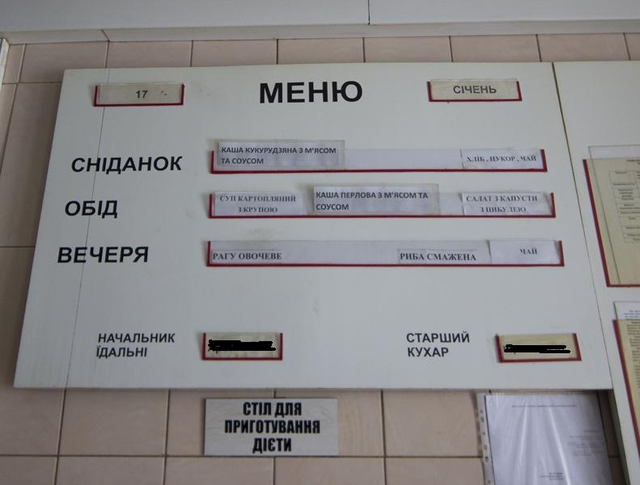 17
МЕНЮ
СІЧЕНЬ
СНІДАНОК
КАША КУКУРУДЗЯНА З М'ЯСОМ
ТА СОУСОМ
ХЛІБ , ЦУКОР , ЧАЙ
ОБІД
СУП КАРТОПЛЯНИЙ
З КРУПОЮ
КАША ПЕРЛОВА З М'ЯСОМ ТА
СОУСОМ
САЛАТ З КАПУСТИ
З ЦИБУЛЕЮ
ВЕЧЕРЯ
РАГУ ОВОЧЕВЕ
РИБА СМАЖЕНА
ЧАЙ
НАЧАЛЬНИК
ЇДАЛЬНІ
СТАРШИЙ
КУХАР
СТІЛ ДЛЯ
ПРИГОТУВАННЯ
ДІЄТИ